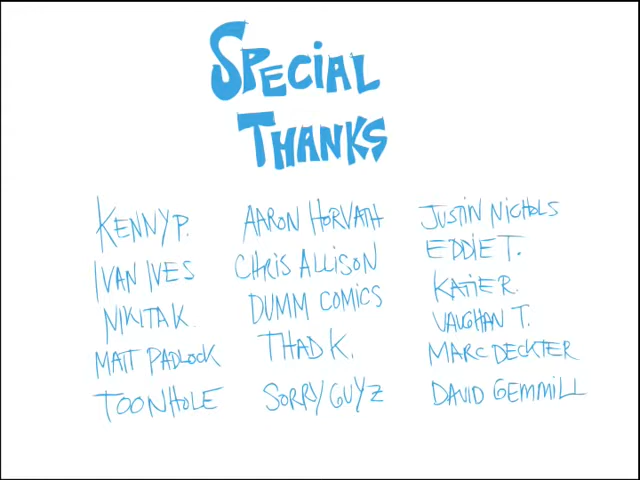 SPECIAL
THANKS
KENNY P.
IVAN IVES
NIKITA K
MATT PADLOCK
TOONHOLE
AARON HORVATH
CHRIS ALLISON
DUMM COMICS
THAD K.
SORRY GUYZ
JUSTIN NICHOLS
EDDIE T.
KATIE R.
VAUGHAN T.
MARC DECKTER
DAVID GEMMILL